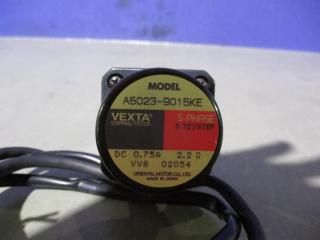 MODEL
A5023-9015KE
VEXTA®
STEPPING MOTOR
5-PHASE
0.72°/STEP
DC 0.75A 2.2 Ω
VV8 02054
ORIENTAL MOTOR CO., LTD.
MADE IN JAPAN